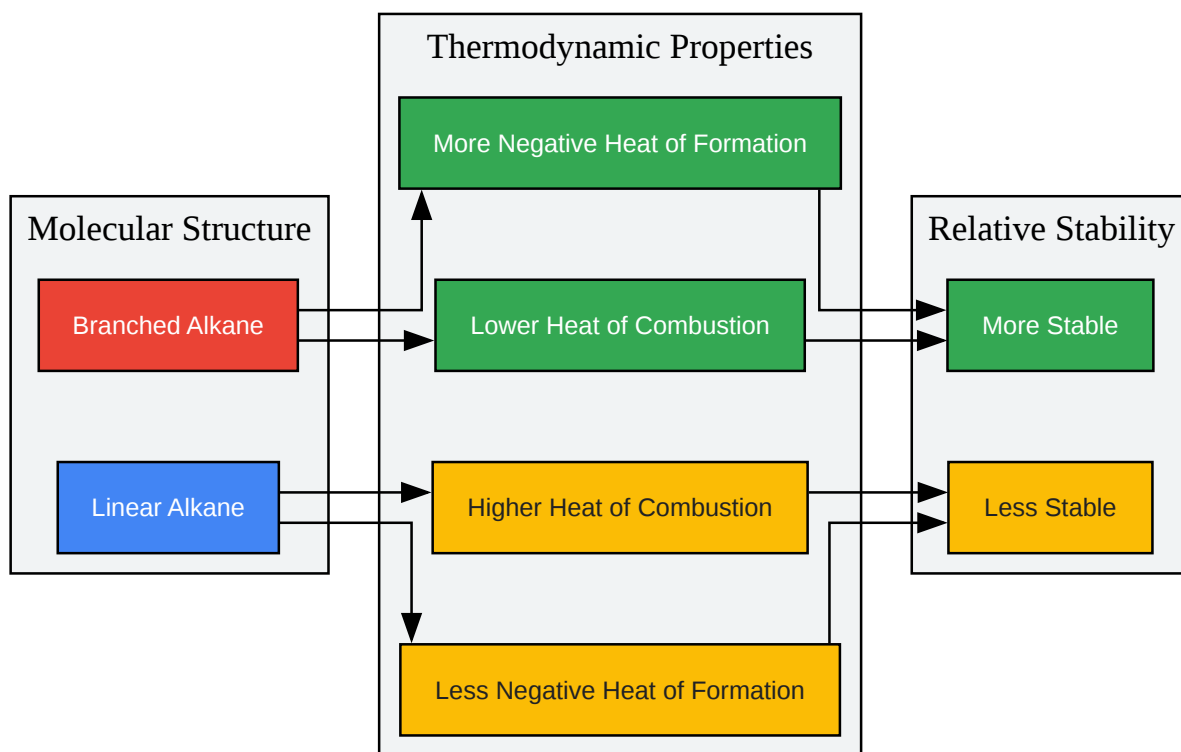 Thermodynamic Properties
More Negative Heat of Formation
Molecular Structure
Relative Stability
Branched Alkane
Lower Heat of Combustion
More Stable
Linear Alkane
Higher Heat of Combustion
Less Stable
Less Negative Heat of Formation